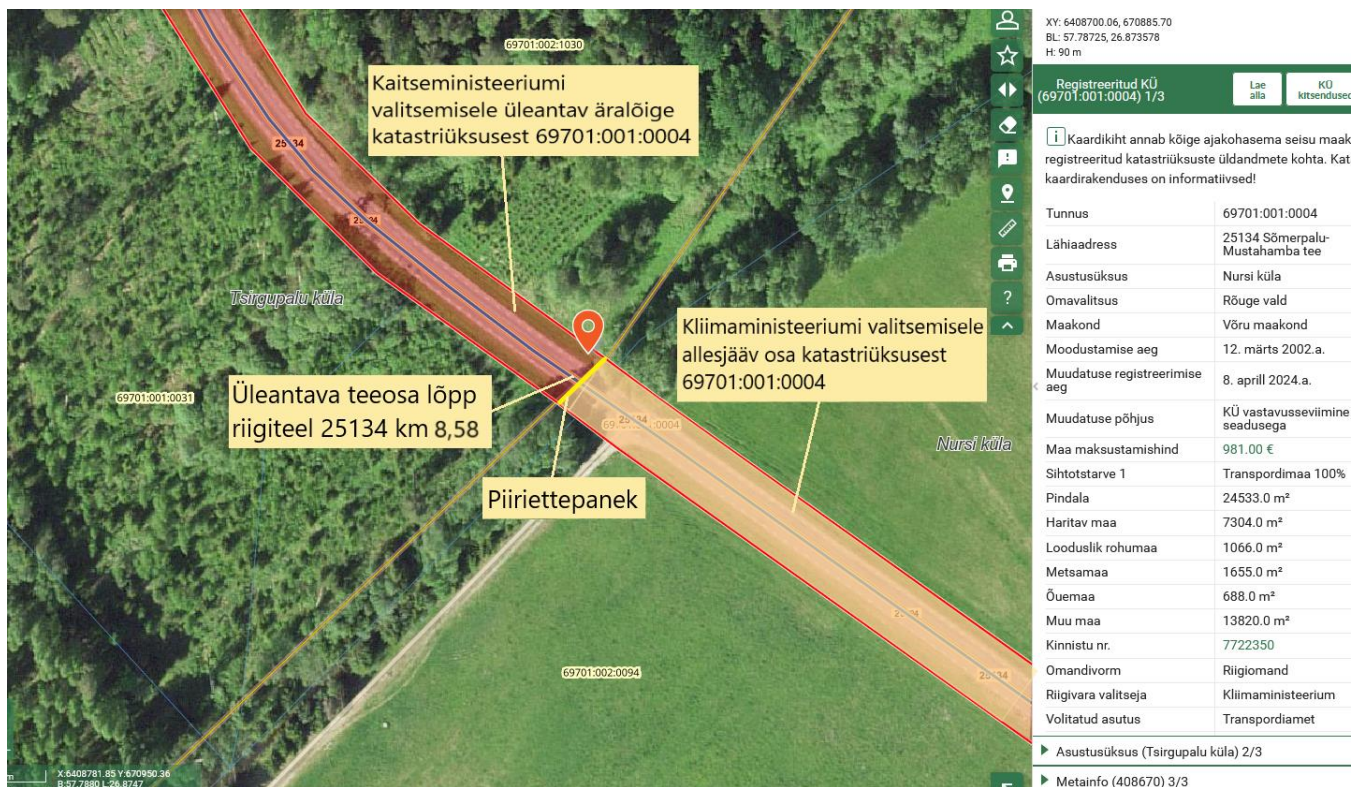 69701:002:1030
Kaitseministeeriumi
valitsemisele üleantav äralõige
katastriüksusest 69701:001:0004
25134
Tsirgupalu küla
69701:001:0031
Üleantava teeosa lõpp
riigiteel 25134 km 8,58
Piiriettepanek
Kliimaministeeriumi valitsemisele
allesjääv osa katastriüksusest
69701:001:0004
Nursi küla
69701:002:0094
25134
X:6408781.85 Y:670950.36
B:57.7880 L:26.8747
?
XY: 6408700.06, 670885.70
BL: 57.78725, 26.873578
H: 90 m
Registreeritud KÜ
(69701:001:0004) 1/3
Lae
alla
KÜ
kitsendused
i Kaardikiht annab kõige ajakohasema seisu maak
registreeritud katastriüksuste üldandmete kohta. Kat
kaardirakenduses on informatiivsed!
Tunnus 69701:001:0004
Lähiaadress 25134 Sõmerpalu-
Mustahamba tee
Asustusüksus Nursi küla
Omavalitsus Rõuge vald
Maakond Võru maakond
Moodustamise aeg 12. märts 2002.a.
Muudatuse registreerimise
aeg 8. aprill 2024.a.
Muudatuse põhjus KÜ vastavusseviimine
seadusega
Maa maksustamishind 981.00 €
Sihtotstarve 1 Transpordimaa 100%
Pindala 24533.0 m²
Haritav maa 7304.0 m²
Looduslik rohumaa 1066.0 m²
Metsamaa 1655.0 m²
Õuemaa 688.0 m²
Muu maa 13820.0 m²
Kinnistu nr. 7722350
Omandivorm Riigiomand
Riigivara valitseja Kliimaministeerium
Volitatud asutus Transpordiamet
Asustusüksus (Tsirgupalu küla) 2/3
Metainfo (408670) 3/3